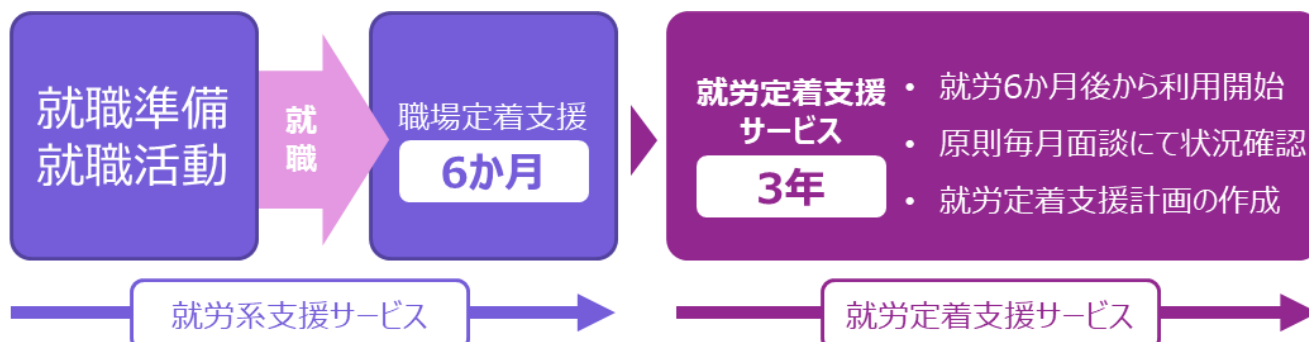 就職準備
就職活動
就
職
職場定着支援
6か月
就労定着支援
サービス
3年
• 就労6か月後から利用開始
• 原則毎月面談にて状況確認
• 就労定着支援計画の作成
就労系支援サービス
就労定着支援サービス